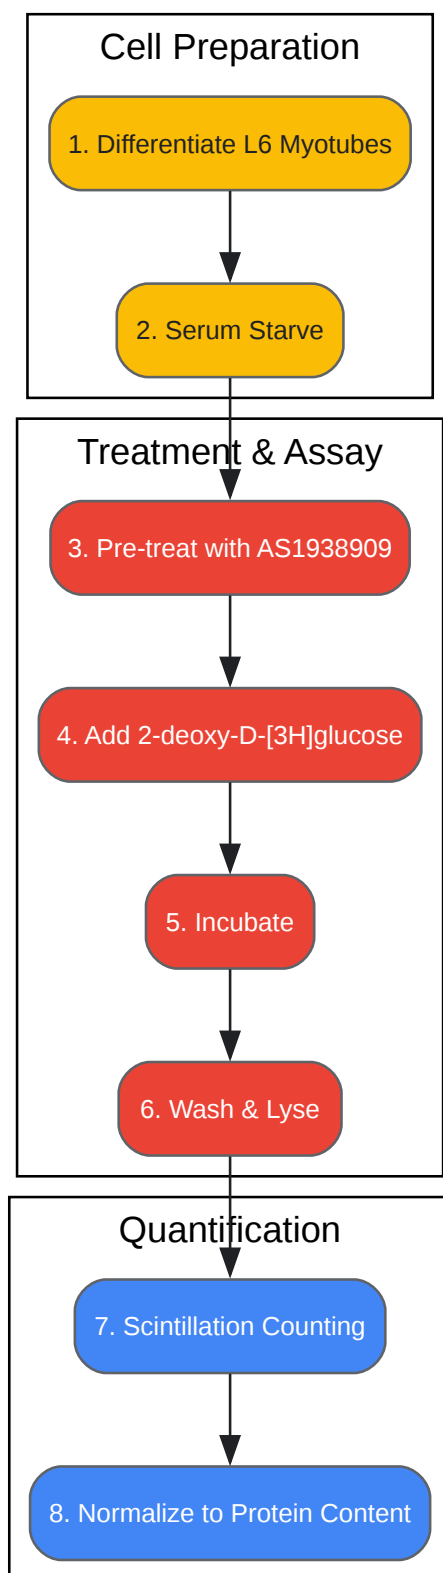 Cell Preparation
1. Differentiate L6 Myotubes
2. Serum Starve
Treatment & Assay
3. Pre-treat with AS1938909
4. Add 2-deoxy-D-[3H]glucose
5. Incubate
6. Wash & Lyse
Quantification
7. Scintillation Counting
8. Normalize to Protein Content